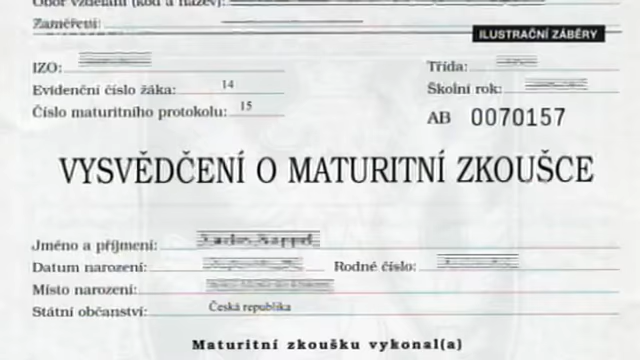 Obor vzdělání (kód a název):
Zaměření:
ILUSTRAČNÍ ZÁBĚRY
IZO: Třída:
Evidenční číslo žáka: 14 Školní rok:
Číslo maturitního protokolu: 15 AB 0070157
VYSVĚDČENÍ O MATURITNÍ ZKOUŠCE
Jméno a příjmení:
Datum narození: Rodné číslo:
Místo narození:
Státní občanství: Česká republika
Maturitní zkoušku vykonal(a)